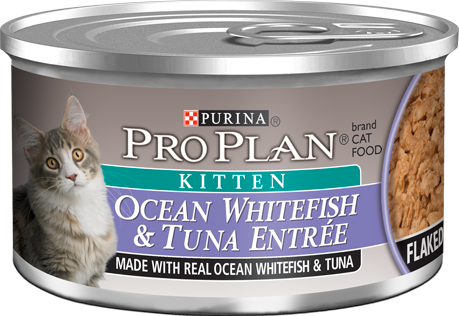 PURINA®
PRO PLAN®
brand
CAT
FOOD
KITTEN
OCEAN WHITEFISH
& TUNA ENTRÉE
MADE WITH REAL OCEAN WHITEFISH & TUNA
FLAKED